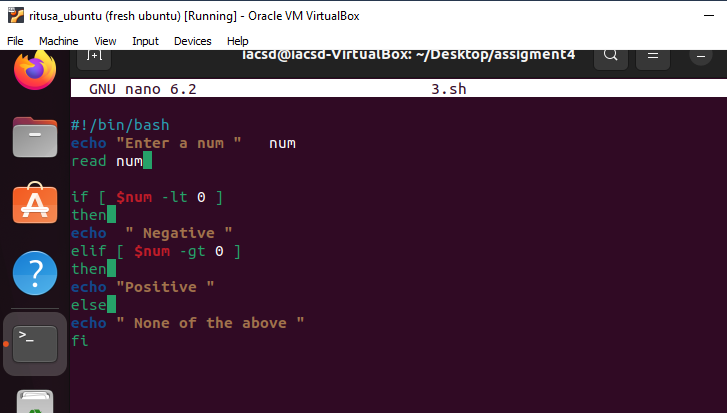 ritusa_ubuntu (fresh ubuntu) [Running] - Oracle VM VirtualBox
File Machine View Input Devices Help
lacsd@lacsd-VirtualBox: ~/Desktop/assigment4
GNU nano 6.2 3.sh
#!/bin/bash
echo "Enter a num " num
read num
if [ $num -lt 0 ]
then
echo " Negative "
elif [ $num -gt 0 ]
then
echo "Positive "
else
echo " None of the above "
fi